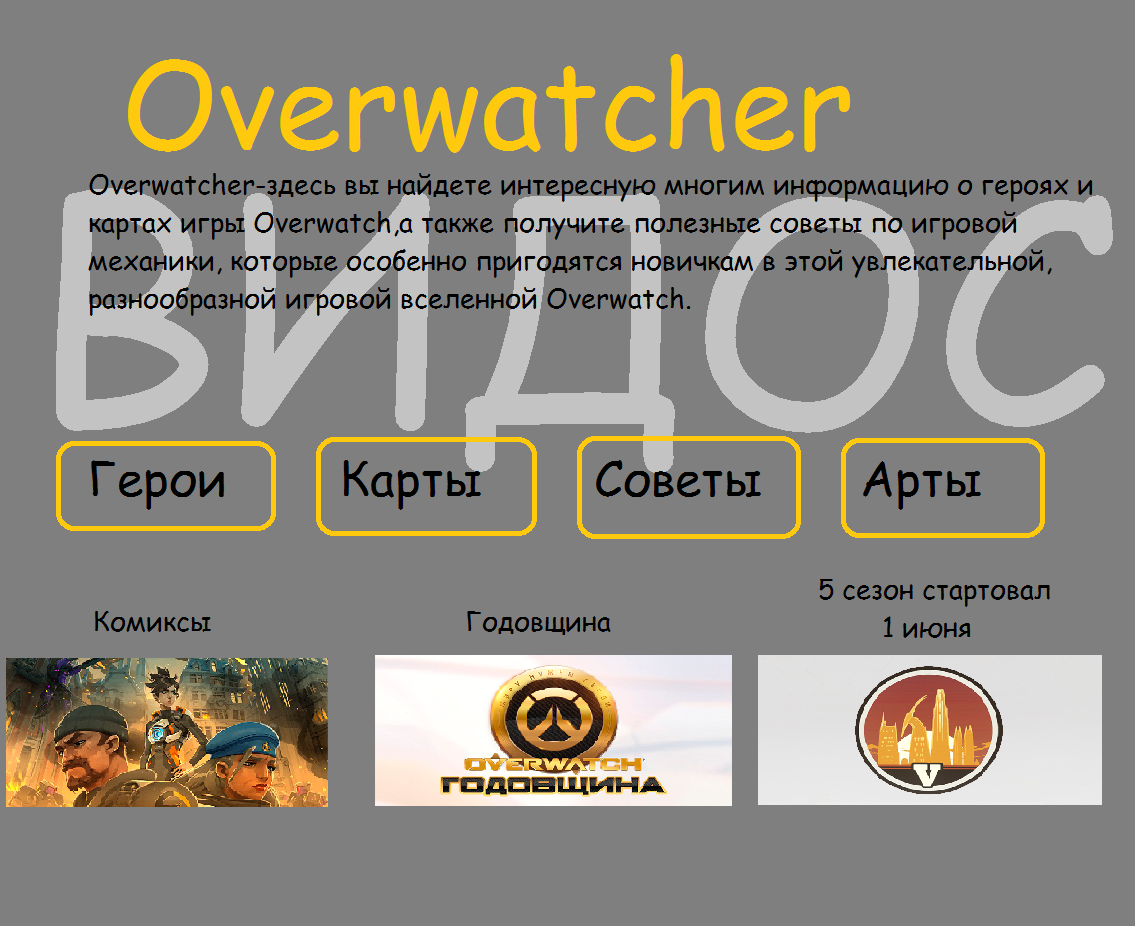 Overwatcher
Overwatcher-здесь вы найдете интересную многим информацию о героях и
картах игры Overwatch,а также получите полезные советы по игровой
механики, которые особенно пригодятся новичкам в этой увлекательной,
разнообразной игровой вселенной Overwatch.
ВИДОС
Герои Карты Советы Арты
Комиксы
Годовщина
5 сезон стартовал
1 июня
OVERWATCH
ГОДОВЩИНА
V